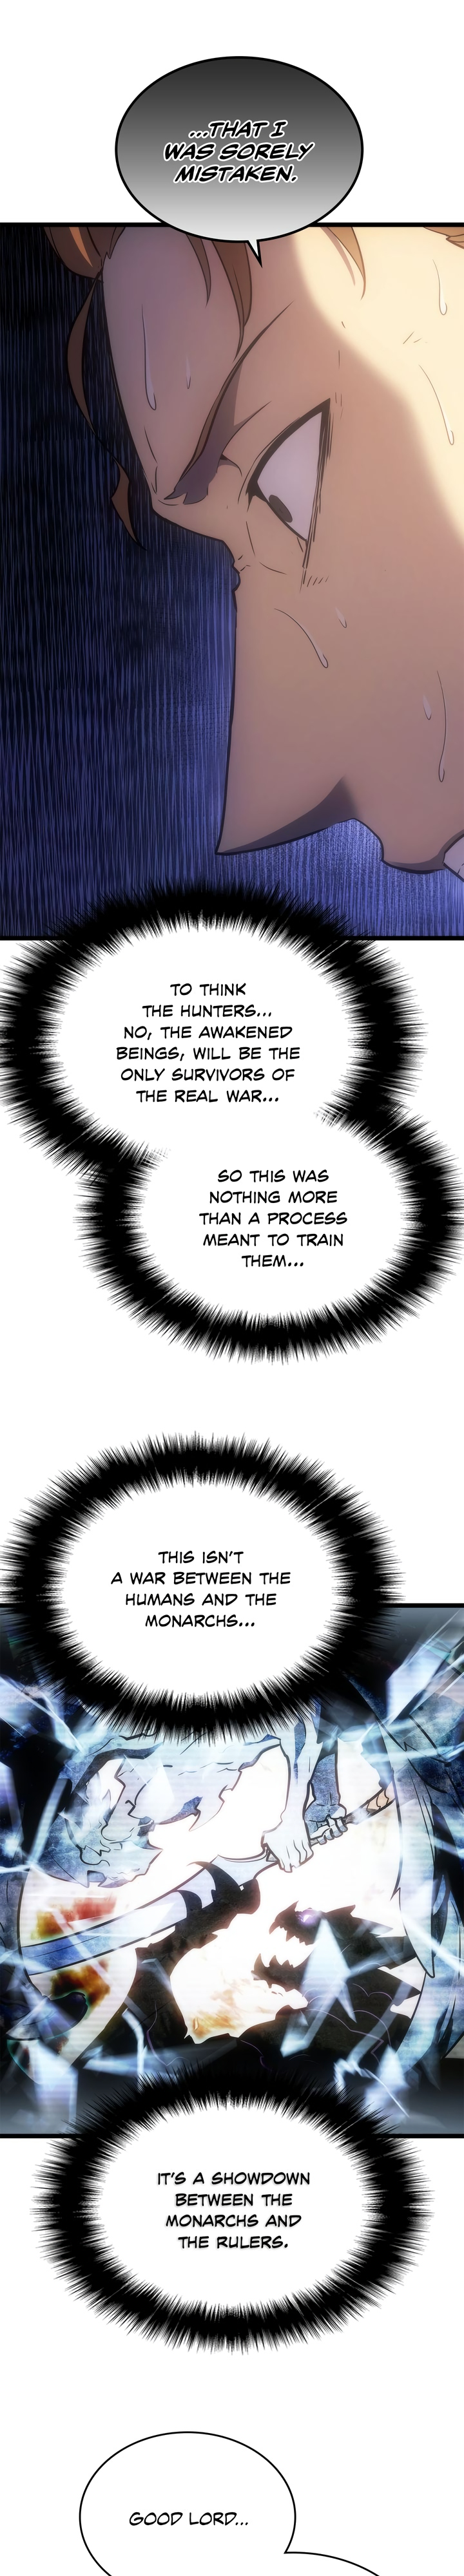 ...THAT I
WAS SORELY
MISTAKEN.
TO THINK
THE HUNTERS...
NO, THE AWAKENED
BEINGS, WILL BE THE
ONLY SURVIVORS OF
THE REAL WAR...
SO THIS WAS
NOTHING MORE
THAN A PROCESS
MEANT TO TRAIN
THEM...
THIS ISN'T
A WAR BETWEEN THE
HUMANS AND THE
MONARCHS...
IT'S A SHOWDOWN
BETWEEN THE
MONARCHS AND
THE RULERS.
GOOD LORD...